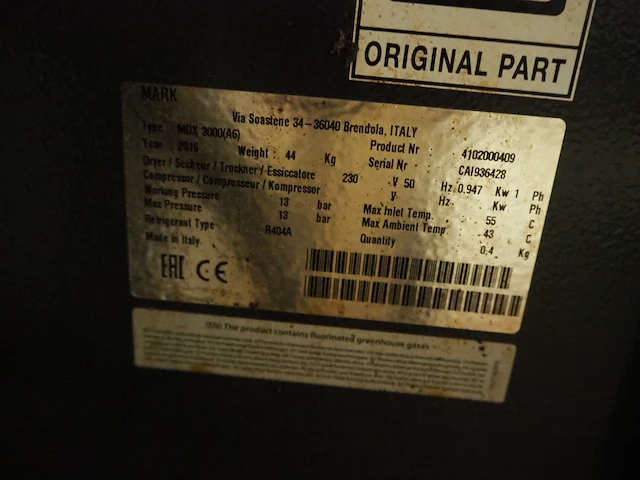 ORIGINAL PART
MARK
Via Soastene 34-36040 Brendola, ITALY
Type MDX 3000(A6) Product Nr 4102000409
Year 2016 Weight : 44 Kg Serial Nr CAI936428
Dryer / Secheur / Trockner / Essiccatore 230 V 50 Hz 0.947 Kw 1 Ph
Compressor / Compresseur / Kompressor V Hz Kw Ph
Working Pressure 13 bar Max Inlet Temp. 55 C
Max Pressure 13 bar Max Ambient Temp. 43 C
Refrigerant Type R404A Quantity 0.4 Kg
Made in Italy
EAC CE
(EN) The product contains fluorinated greenhouse gases